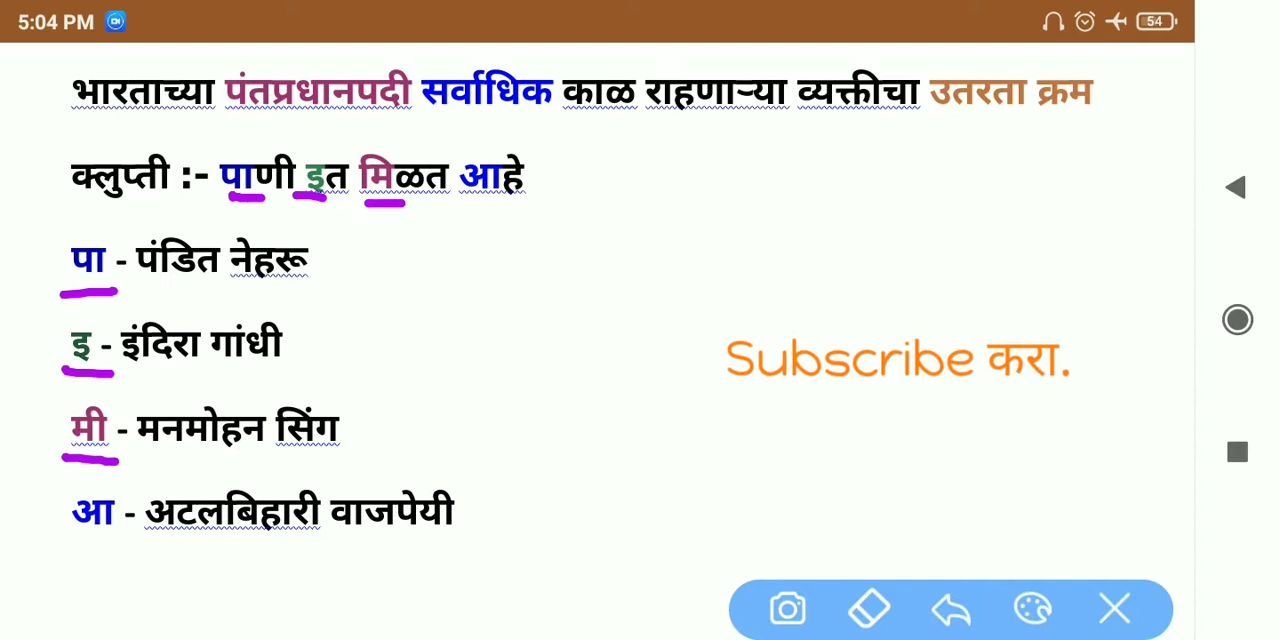 5:04 PM 54
भारताच्या पंतप्रधानपदी सर्वाधिक काळ राहणाऱ्या व्यक्तीचा उतरता क्रम
क्लुप्ती :- पाणी इत मिळत आहे
पा - पंडित नेहरू
इ - इंदिरा गांधी
Subscribe करा.
मी - मनमोहन सिंग
आ - अटलबिहारी वाजपेयी